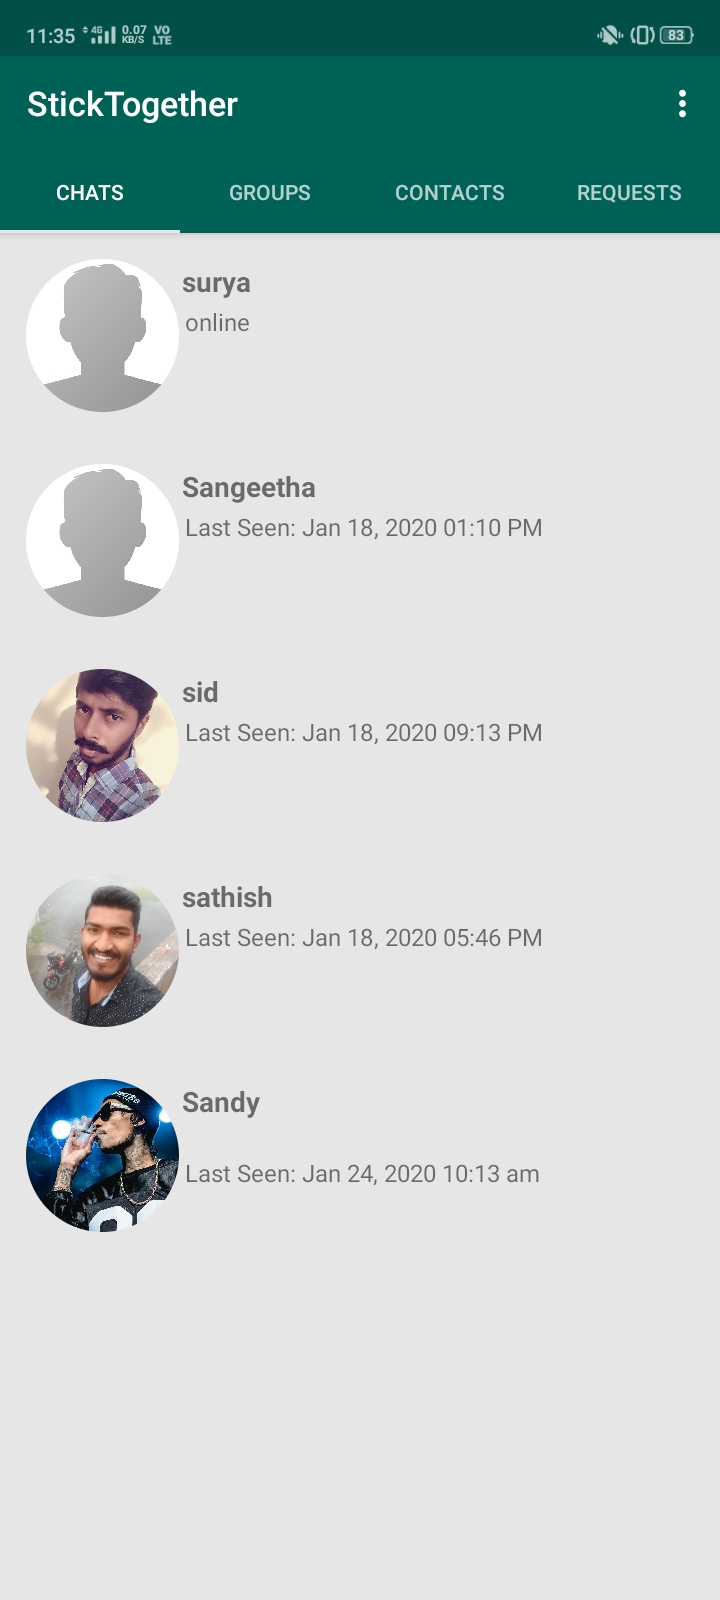 11:35 4G 0.07 KB/S VO LTE 83
StickTogether
CHATS GROUPS CONTACTS REQUESTS
surya
online
Sangeetha
Last Seen: Jan 18, 2020 01:10 PM
sid
Last Seen: Jan 18, 2020 09:13 PM
sathish
Last Seen: Jan 18, 2020 05:46 PM
Sandy
Last Seen: Jan 24, 2020 10:13 am